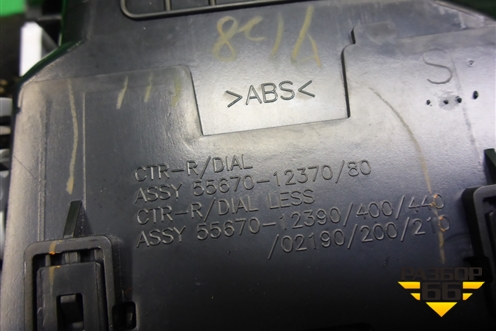 >ABS<
S
CTR-R/DIAL
ASSY 55670-12370/80
CTR-R/DIAL LESS
ASSY 55670-12390/400/440
/02190/200/210
РАЗБОР
66